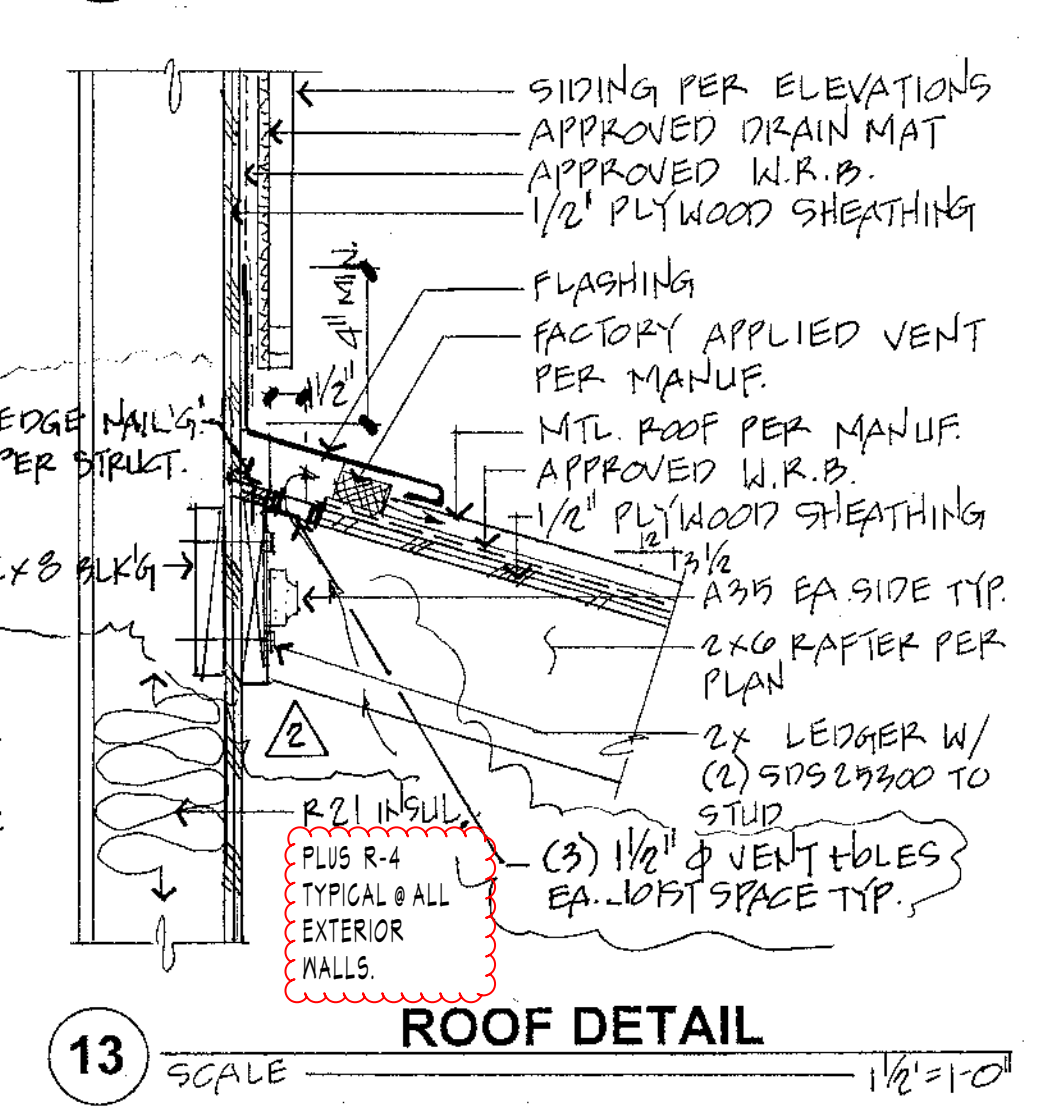 SIDING PER ELEVATIONS
APPROVED DRAIN MAT
APPROVED W.R.B.
1/2' PLYWOOD SHEATHING
4" MIN.
1 1/2"
FLASHING
FACTORY APPLIED VENT
PER MANUF.
EDGE NAIL'G.
PER STRUCT.
MTL. ROOF PER MANUF.
APPROVED W.R.B.
1/2" PLYWOOD SHEATHING
12
3 1/2
x8 BLK'G
A35 EA. SIDE TYP.
2x6 RAFTER PER
PLAN
2
2x LEDGER W/
(2) SDS25300 TO
STUD
R21 INSUL.
PLUS R-4
TYPICAL @ ALL
EXTERIOR
WALLS.
(3) 1 1/2" φ VENT HOLES
EA. JOIST SPACE TYP.
13
ROOF DETAIL
SCALE
1 1/2'=1-0"